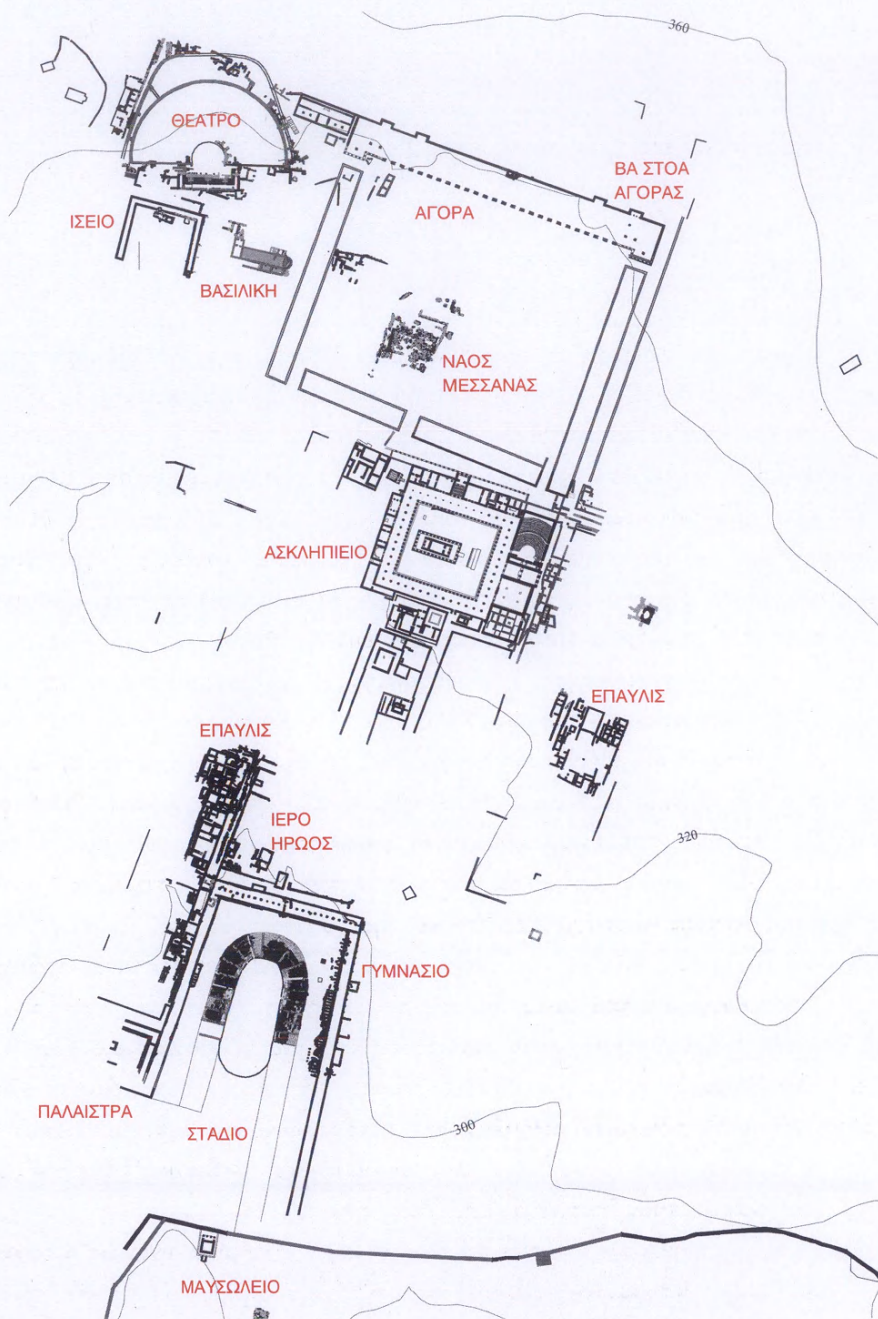 360
ΘΕΑΤΡΟ
ΒΑ ΣΤΟΑ
ΑΓΟΡΑΣ
ΑΓΟΡΑ
ΙΣΕΙΟ
ΒΑΣΙΛΙΚΗ
ΝΑΟΣ
ΜΕΣΣΑΝΑΣ
ΑΣΚΛΗΠΙΕΙΟ
ΕΠΑΥΛΙΣ
ΕΠΑΥΛΙΣ
ΙΕΡΟ
ΗΡΩΟΣ
320
ΓΥΜΝΑΣΙΟ
ΠΑΛΑΙΣΤΡΑ
ΣΤΑΔΙΟ
300
ΜΑΥΣΩΛΕΙΟ